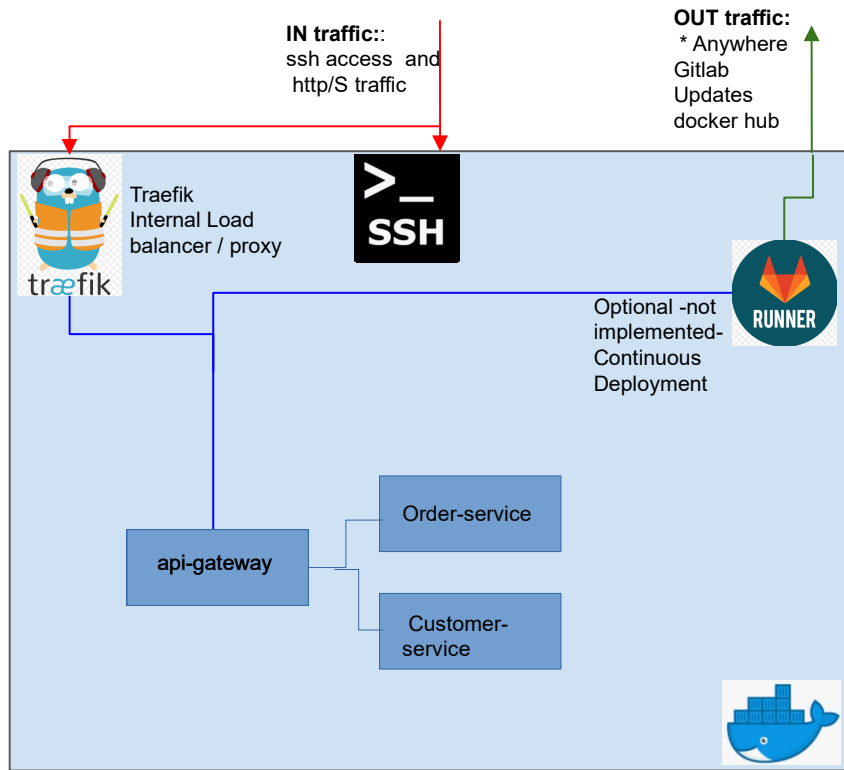 IN traffic::
ssh access and
http/S traffic
OUT traffic:
* Anywhere
Gitlab
Updates
docker hub
Traefik
Internal Load
balancer / proxy
træfik
>_
SSH
RUNNER
Optional -not
implemented-
Continuous
Deployment
Order-service
api-gateway
Customer-
service